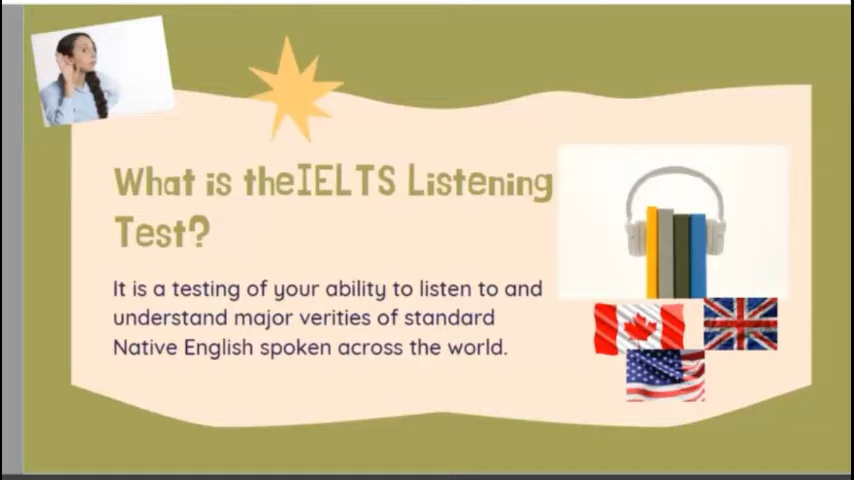 What is theIELTS Listening
Test?
It is a testing of your ability to listen to and
understand major verities of standard
Native English spoken across the world.